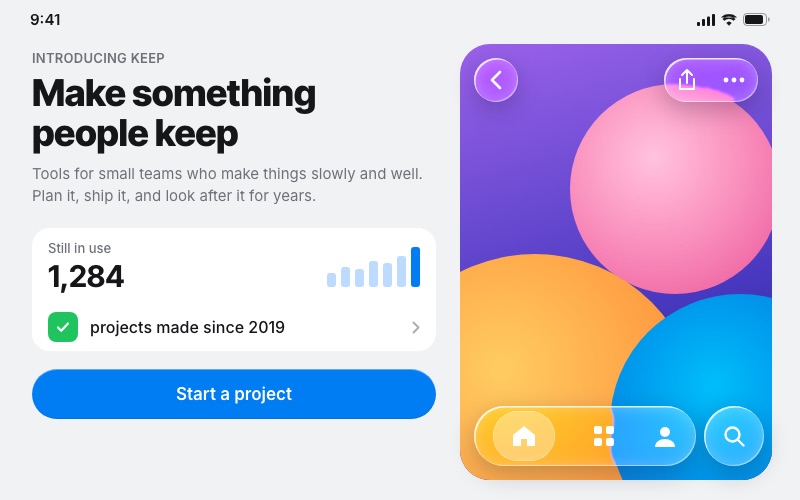 9:41
INTRODUCING KEEP
Make something
people keep
Tools for small teams who make things slowly and well.
Plan it, ship it, and look after it for years.
Still in use
1,284
projects made since 2019
Start a project